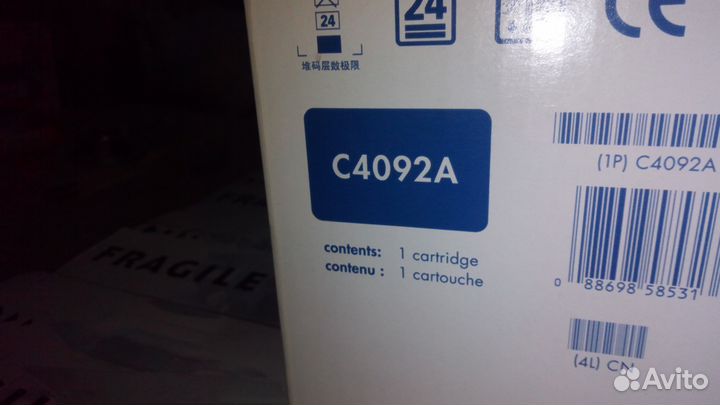 24
24
CE
堆码层数极限
C4092A
(1P) C4092A
contents: 1 cartridge
contenu : 1 cartouche
0 88698 58531
(4L) CN
FRAGILE
Avito